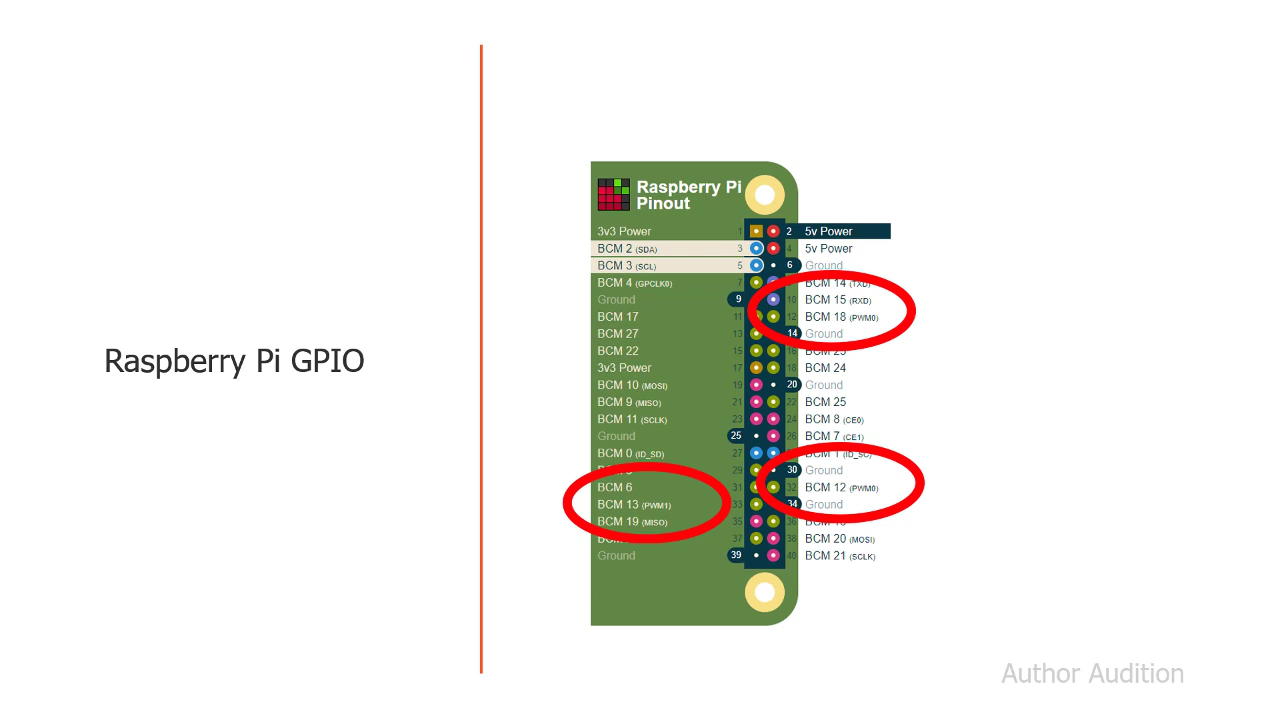 Raspberry Pi GPIO
Raspberry Pi
Pinout
3v3 Power 1 2 5v Power
BCM 2 (SDA) 3 4 5v Power
BCM 3 (SCL) 5 6 Ground
BCM 4 (GPCLK0) 7 BCM 14 (TXD)
Ground 9 10 BCM 15 (RXD)
BCM 17 11 12 BCM 18 (PWM0)
BCM 27 13 14 Ground
BCM 22 15 16 BCM 23
3v3 Power 17 18 BCM 24
BCM 10 (MOSI) 19 20 Ground
BCM 9 (MISO) 21 22 BCM 25
BCM 11 (SCLK) 23 24 BCM 8 (CE0)
Ground 25 26 BCM 7 (CE1)
BCM 0 (ID_SD) 27 BCM 1 (ID_SC)
29 30 Ground
BCM 6 31 32 BCM 12 (PWM0)
BCM 13 (PWM1) 33 34 Ground
BCM 19 (MISO) 35 36
37 38 BCM 20 (MOSI)
Ground 39 40 BCM 21 (SCLK)
Author Audition